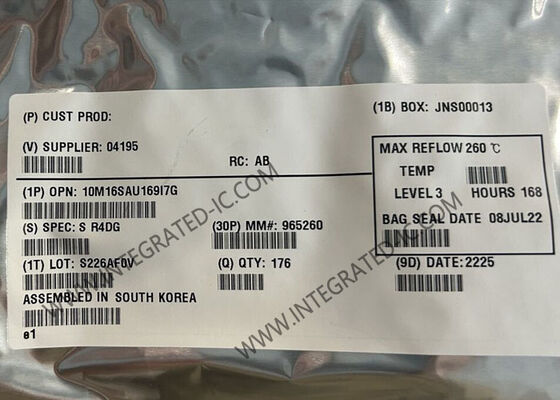 (P) CUST PROD:
(1B) BOX: JNS00013
(V) SUPPLIER: 04195
RC: AB
MAX REFLOW 260 ℃
TEMP
LEVEL 3 HOURS 168
BAG SEAL DATE 08JUL22
(1P) OPN: 10M16SAU169I7G
(S) SPEC: S R4DG
(30P) MM#: 965260
(1T) LOT: S226AF0V
(Q) QTY: 176
(9D) DATE:2225
ASSEMBLED IN SOUTH KOREA
e1
WWW.INTEGRATED-IC.COM
WWW.INTEGRATED-IC.COM